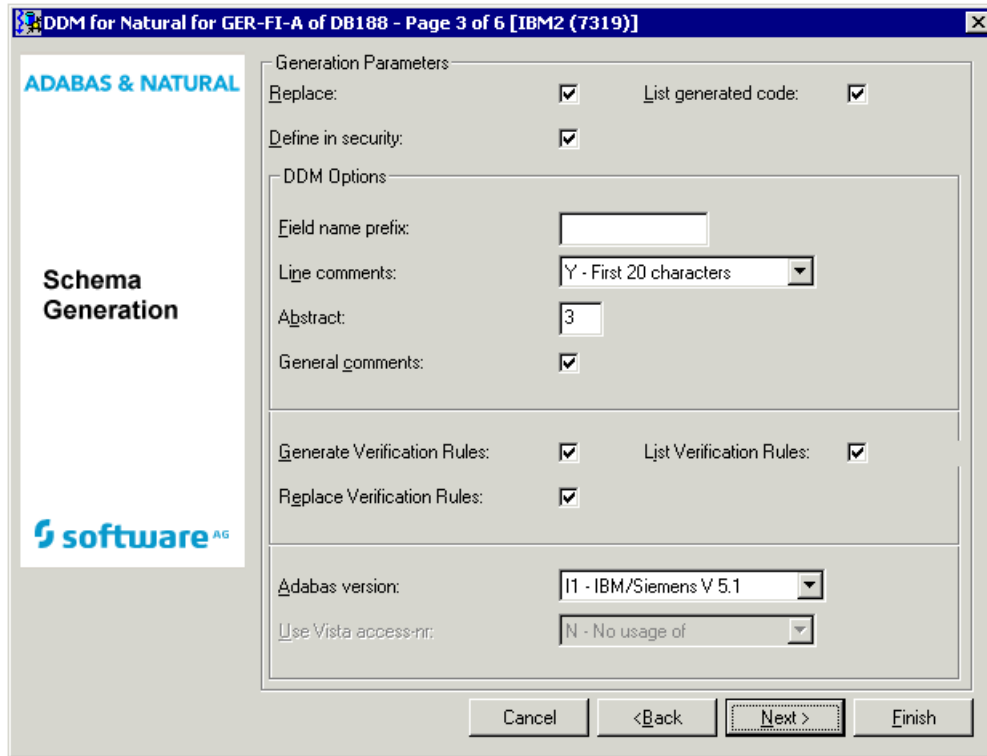 DDM for Natural for GER-FI-A of DB188 - Page 3 of 6 [IBM2 (7319)]
ADABAS & NATURAL
Schema
Generation
software AG
Generation Parameters
Replace:
List generated code:
Define in security:
DDM Options
Field name prefix:
Line comments:
Y - First 20 characters
Abstract:
3
General comments:
Generate Verification Rules:
List Verification Rules:
Replace Verification Rules:
Adabas version:
I1 - IBM/Siemens V 5.1
Use Vista access-nr:
N - No usage of
Cancel
<Back
Next >
Finish